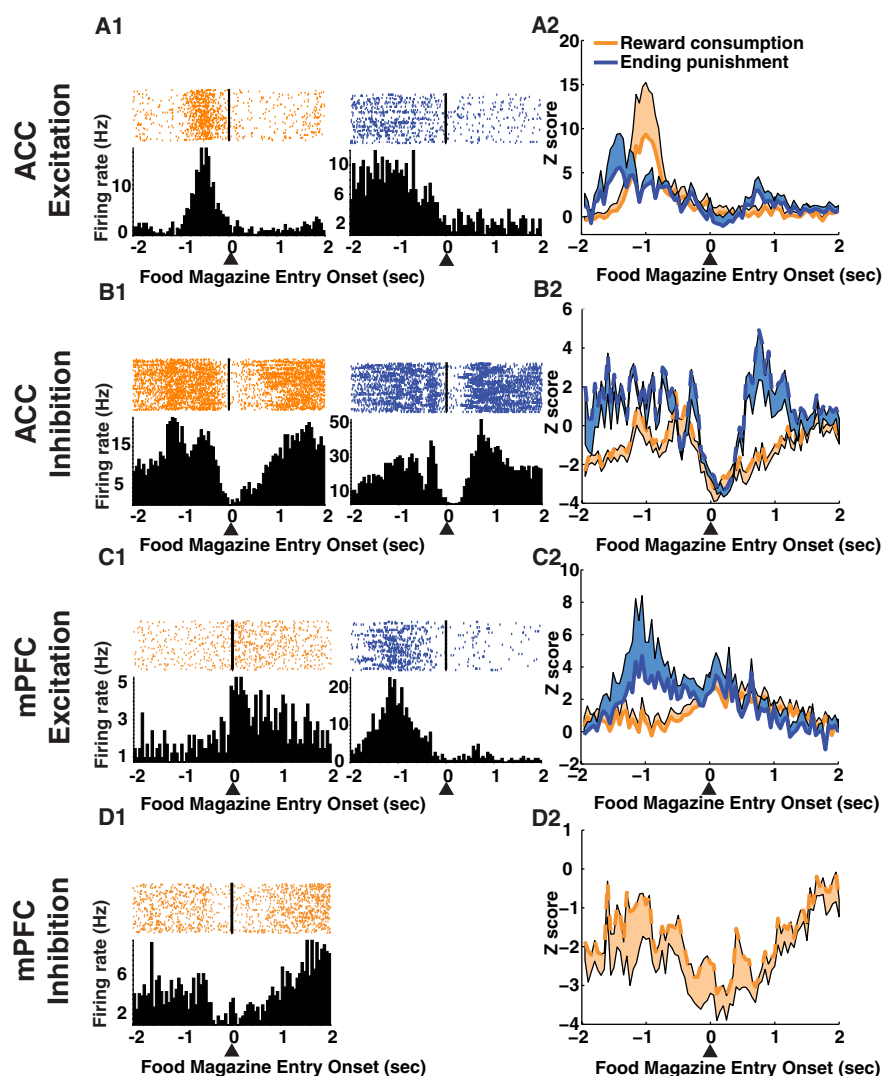 A1
A2
ACC
Excitation
Firing rate (Hz)
10
0
-2 -1 0 1 2
10
8
6
4
2
-2 -1 0 1 2
Food Magazine Entry Onset (sec)
Z score
20
15
10
5
0
Reward consumption
Ending punishment
−2 −1 0 1 2
Food Magazine Entry Onset (sec)
B1
B2
ACC
Inhibition
Firing rate (Hz)
15
5
-2 -1 0 1 2
50
30
10
-2 -1 0 1 2
Food Magazine Entry Onset (sec)
Z score
6
4
2
0
−2
−4
−2 −1 0 1 2
Food Magazine Entry Onset (sec)
C1
C2
mPFC
Excitation
Firing rate (Hz)
5
3
1
-2 -1 0 1 2
20
10
0
-2 -1 0 1 2
Food Magazine Entry Onset (sec)
Z score
10
8
6
4
2
0
−2
−2 −1 0 1 2
Food Magazine Entry Onset (sec)
D1
D2
mPFC
Inhibition
Firing rate (Hz)
6
2
-2 -1 0 1 2
Food Magazine Entry Onset (sec)
Z score
1
0
−1
−2
−3
−4
−2 −1 0 1 2
Food Magazine Entry Onset (sec)